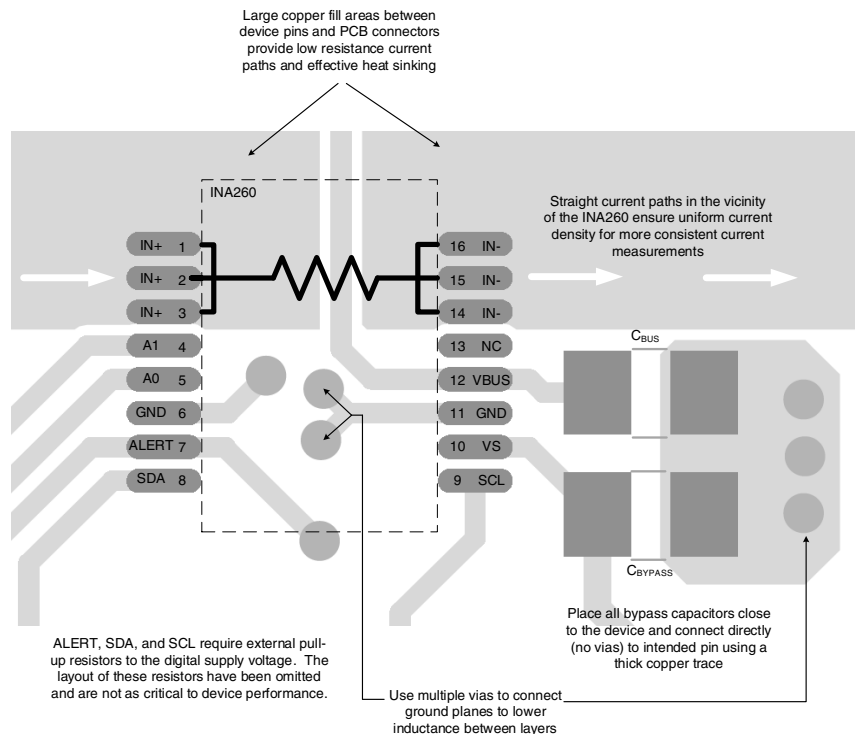 Large copper fill areas between
device pins and PCB connectors
provide low resistance current
paths and effective heat sinking
INA260
Straight current paths in the vicinity
of the INA260 ensure uniform current
density for more consistent current
measurements
IN+ 1
IN+ 2
IN+ 3
A1 4
A0 5
GND 6
ALERT 7
SDA 8
16 IN-
15 IN-
14 IN-
13 NC
12 VBUS
11 GND
10 VS
9 SCL
CBUS
CBYPASS
Place all bypass capacitors close
to the device and connect directly
(no vias) to intended pin using a
thick copper trace
ALERT, SDA, and SCL require external pull-
up resistors to the digital supply voltage. The
layout of these resistors have been omitted
and are not as critical to device performance.
Use multiple vias to connect
ground planes to lower
inductance between layers